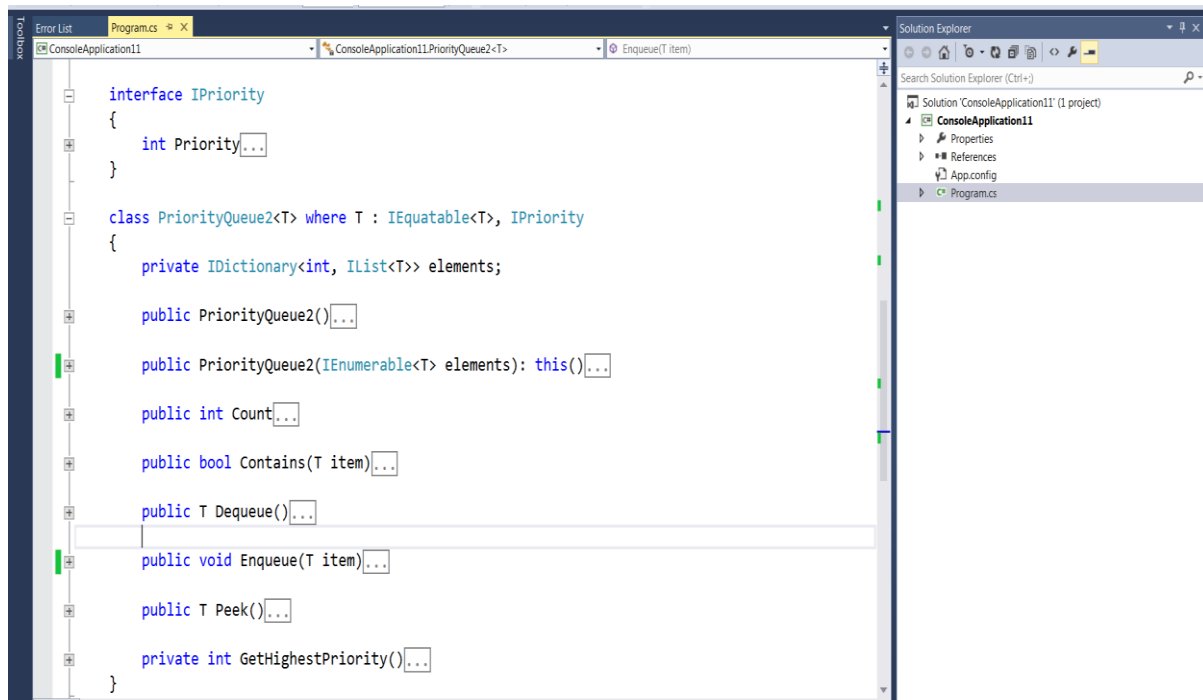 Toolbox
Error List
Program.cs
ConsoleApplication11
ConsoleApplication11.PriorityQueue2<T>
Enqueue(T item)
interface IPriority
{
int Priority...
}
class PriorityQueue2<T> where T : IEquatable<T>, IPriority
{
private IDictionary<int, IList<T>> elements;
public PriorityQueue2()...
public PriorityQueue2(IEnumerable<T> elements): this()...
public int Count...
public bool Contains(T item)...
public T Dequeue()...
public void Enqueue(T item)...
public T Peek()...
private int GetHighestPriority()...
}
Solution Explorer
Search Solution Explorer (Ctrl+;)
Solution 'ConsoleApplication11' (1 project)
ConsoleApplication11
Properties
References
App.config
C# Program.cs